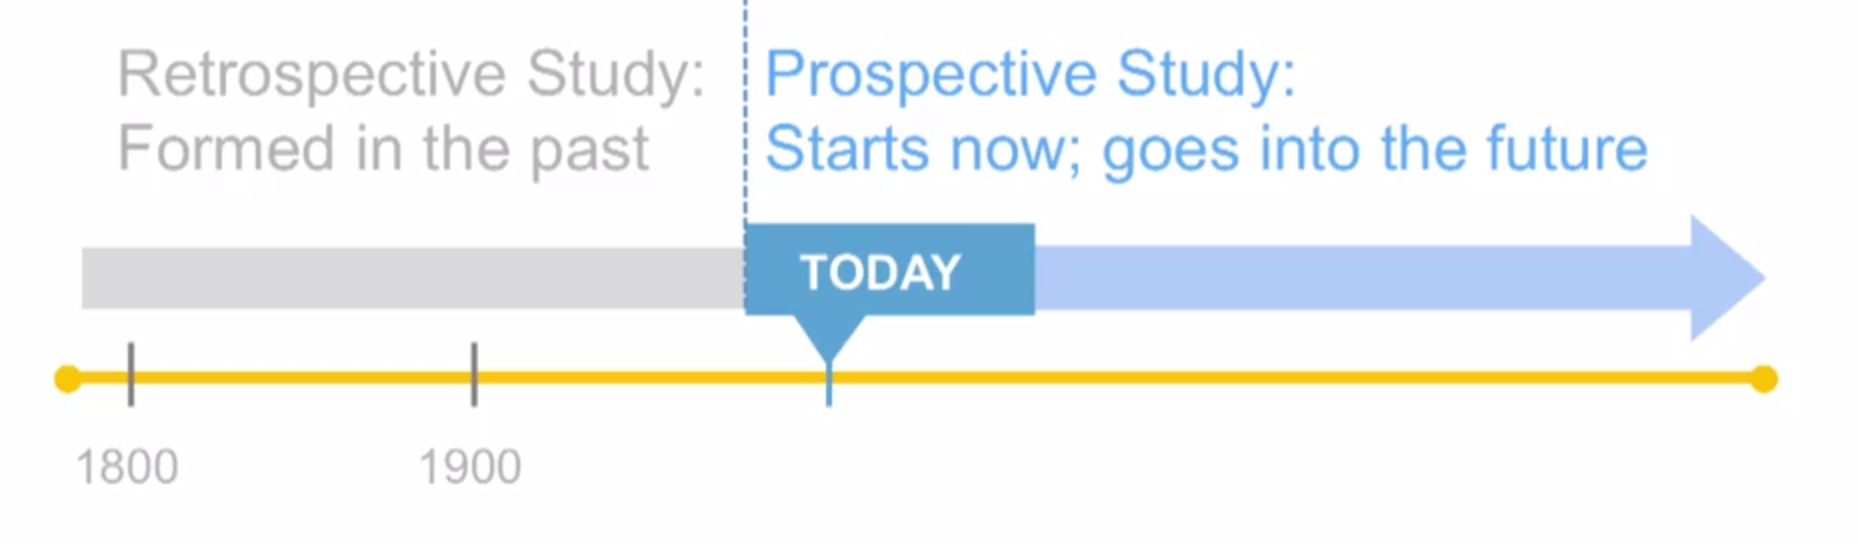 Retrospective Study:
Formed in the past
Prospective Study:
Starts now; goes into the future
TODAY
1800
1900